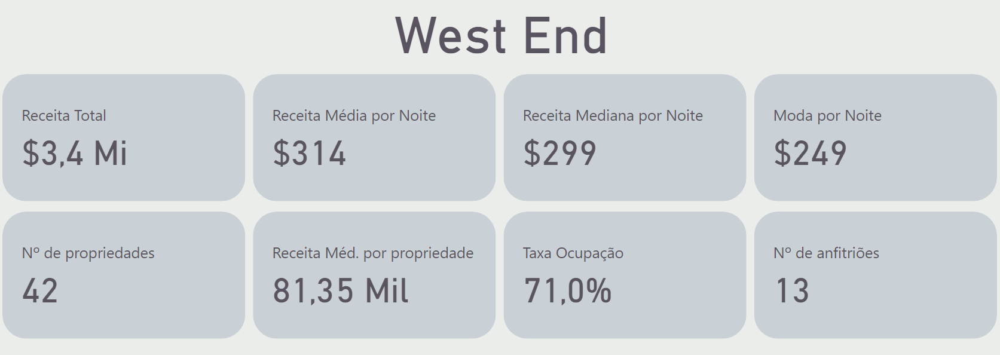 West End
Receita Total
$3,4 Mi
Receita Média por Noite
$314
Receita Mediana por Noite
$299
Moda por Noite
$249
Nº de propriedades
42
Receita Méd. por propriedade
81,35 Mil
Taxa Ocupação
71,0%
Nº de anfitriões
13